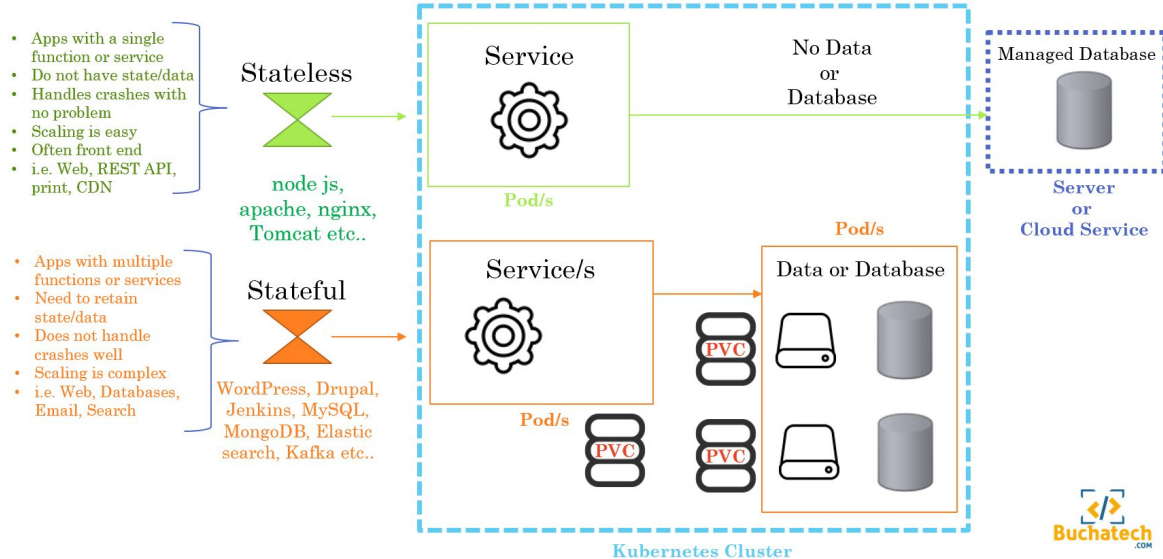 • Apps with a single
function or service
• Do not have state/data
• Handles crashes with
no problem
• Scaling is easy
• Often front end
• i.e. Web, REST API,
print, CDN
Stateless
node js,
apache, nginx,
Tomcat etc..
Service
Pod/s
No Data
or
Database
Managed Database
Server
or
Cloud Service
• Apps with multiple
functions or services
• Need to retain
state/data
• Does not handle
crashes well
• Scaling is complex
• i.e. Web, Databases,
Email, Search
Stateful
WordPress, Drupal,
Jenkins, MySQL,
MongoDB, Elastic
search, Kafka etc..
Service/s
Pod/s
PVC
Pod/s
Data or Database
PVC
PVC
Kubernetes Cluster
</>
Buchatech
.COM